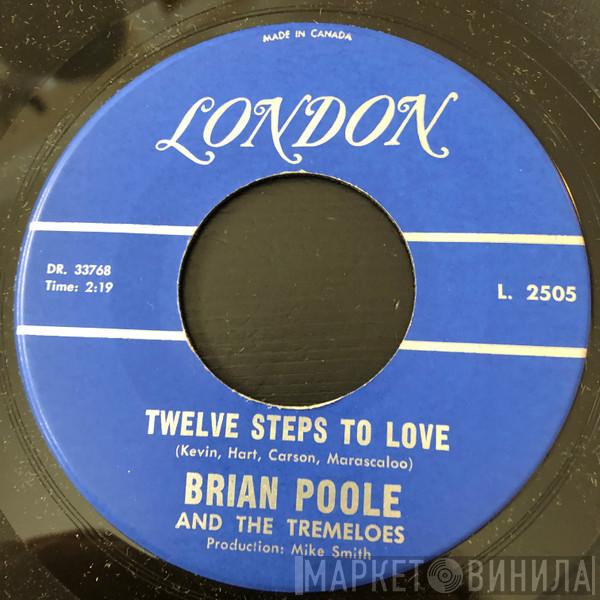 MADE IN CANADA
LONDON
DR. 33768
Time: 2:19
L. 2505
TWELVE STEPS TO LOVE
(Kevin, Hart, Carson, Marascaloo)
BRIAN POOLE
AND THE TREMELOES
Production: Mike Smith
МАРКЕТ ВИНИЛА